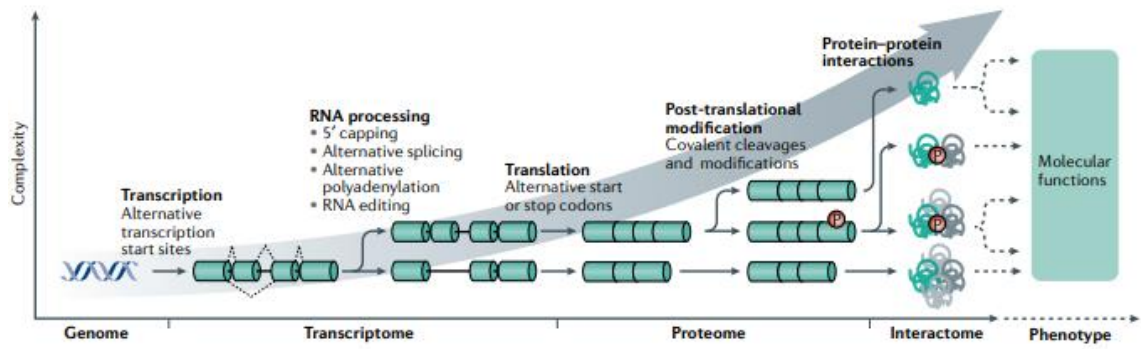 Complexity
Transcription
Alternative
transcription
start sites
RNA processing
• 5′ capping
• Alternative splicing
• Alternative
polyadenylation
• RNA editing
Translation
Alternative start
or stop codons
Post-translational
modification
Covalent cleavages
and modifications
Protein–protein
interactions
P
P
P
Molecular
functions
Genome
Transcriptome
Proteome
Interactome
Phenotype